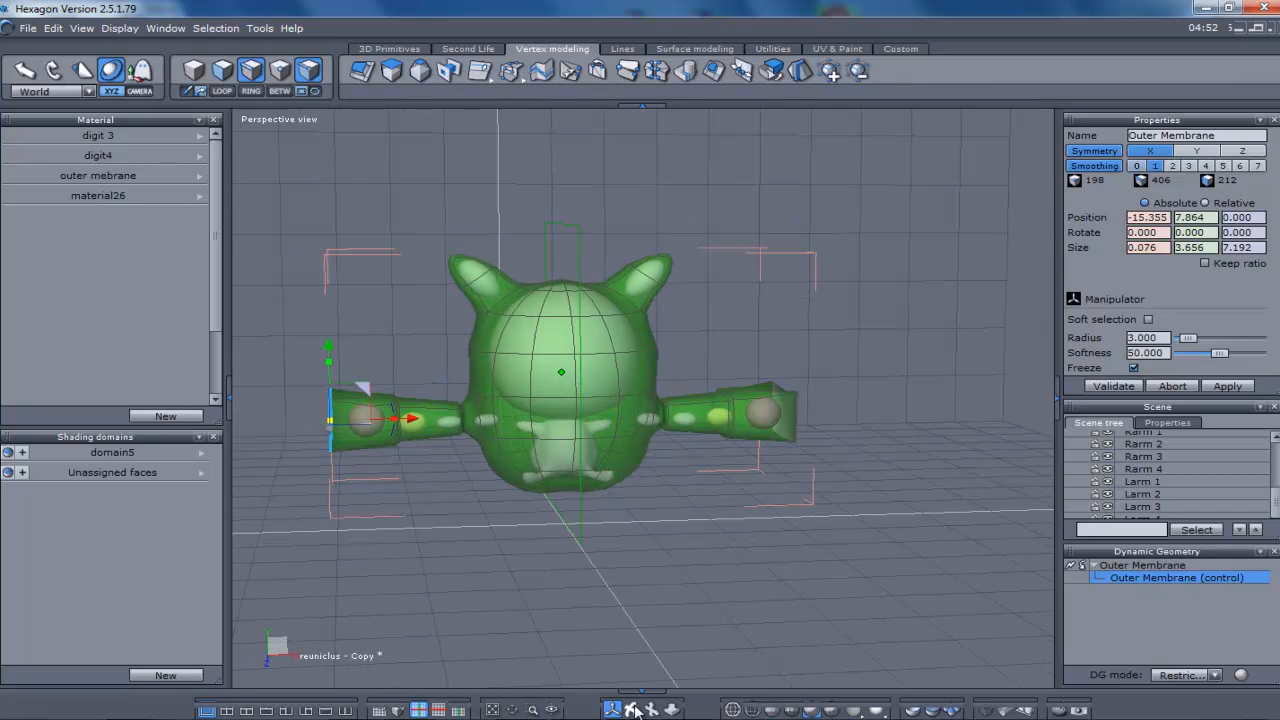 Hexagon Version 2.5.1.79
File Edit View Display Window Selection Tools Help
04:52
3D Primitives Second Life Vertex modeling Lines Surface modeling Utilities UV & Paint Custom
World XYZ CAMERA LOOP RING BETW
Material
digit 3
digit4
outer mebrane
material26
New
Shading domains
domain5
Unassigned faces
New
Perspective view
reuniclus - Copy *
Properties
Name Outer Membrane
Symmetry X Y Z
Smoothing 0 1 2 3 4 5 6 7
198 406 212
Absolute Relative
Position -15.355 7.864 0.000
Rotate 0.000 0.000 0.000
Size 0.076 3.656 7.192
Keep ratio
Manipulator
Soft selection
Radius 3.000
Softness 50.000
Freeze
Validate Abort Apply
Scene
Scene tree Properties
Rarm 1
Rarm 2
Rarm 3
Rarm 4
Larm 1
Larm 2
Larm 3
Select
Dynamic Geometry
Outer Membrane
Outer Membrane (control)
DG mode: Restric...